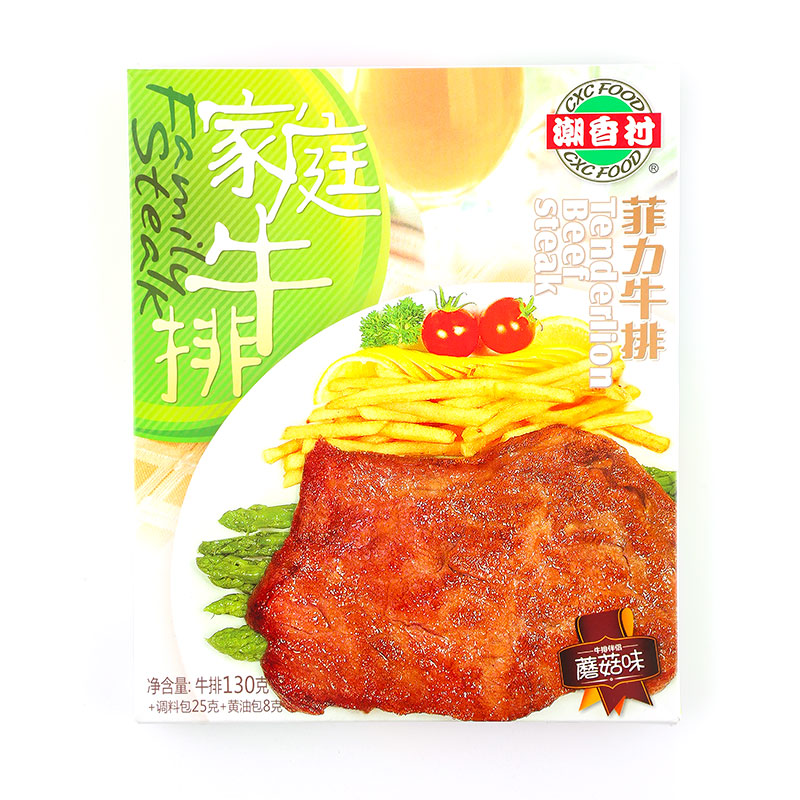 家庭
牛
排
Family
Steak
CXC FOOD
潮香村
CXC FOOD
®
菲力牛排
Tenderlion
Beef
Steak
牛排伴侣
蘑菇味
净含量: 牛排130克
+调料包25克+黄油包8克